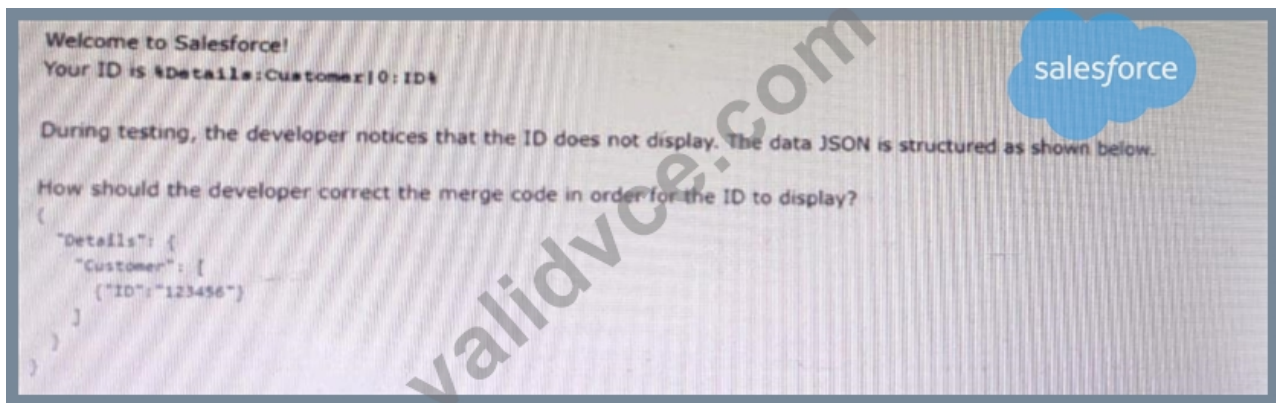 Welcome to Salesforce!
salesforce
Your ID is %Details:Customer|0:ID%
During testing, the developer notices that the ID does not display. The data JSON is structured as shown below.
How should the developer correct the merge code in order for the ID to display?
{
"Details": {
"Customer": [
{"ID":"123456"}
]
}
}
validvce.com